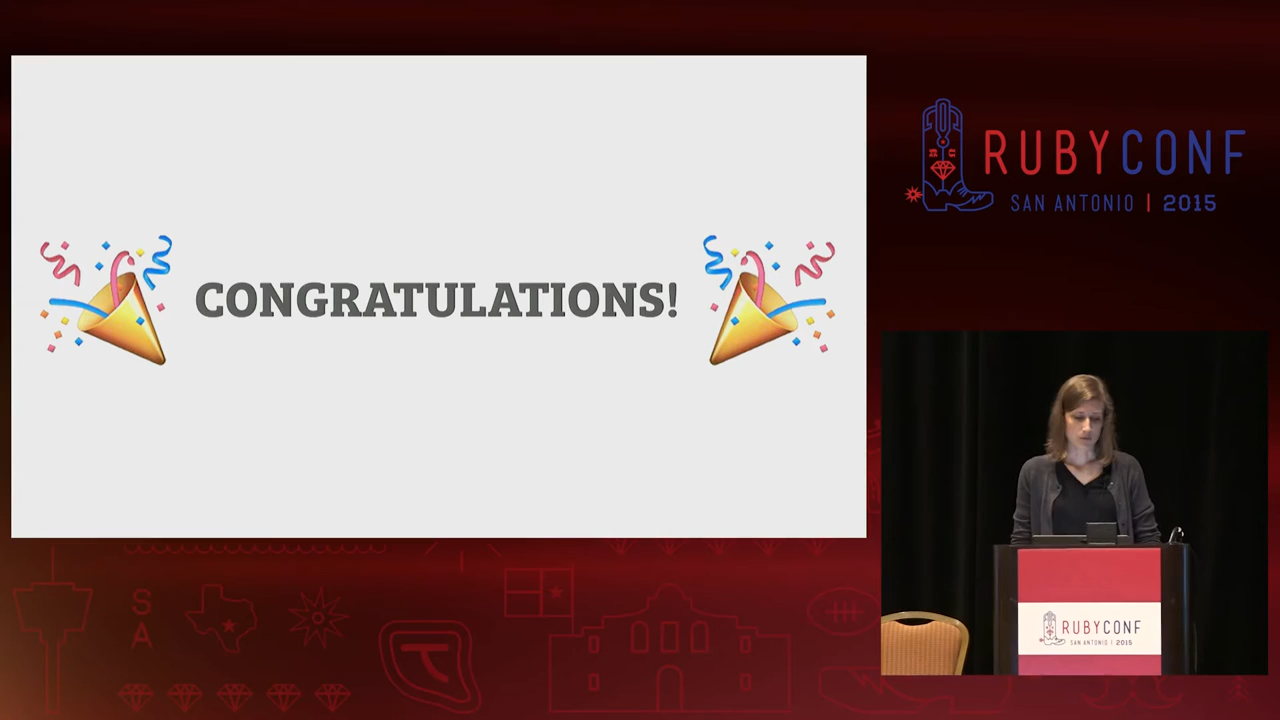 CONGRATULATIONS!
RUBYCONF
SAN ANTONIO | 2015
RUBYCONF
SAN ANTONIO | 2015
S
A